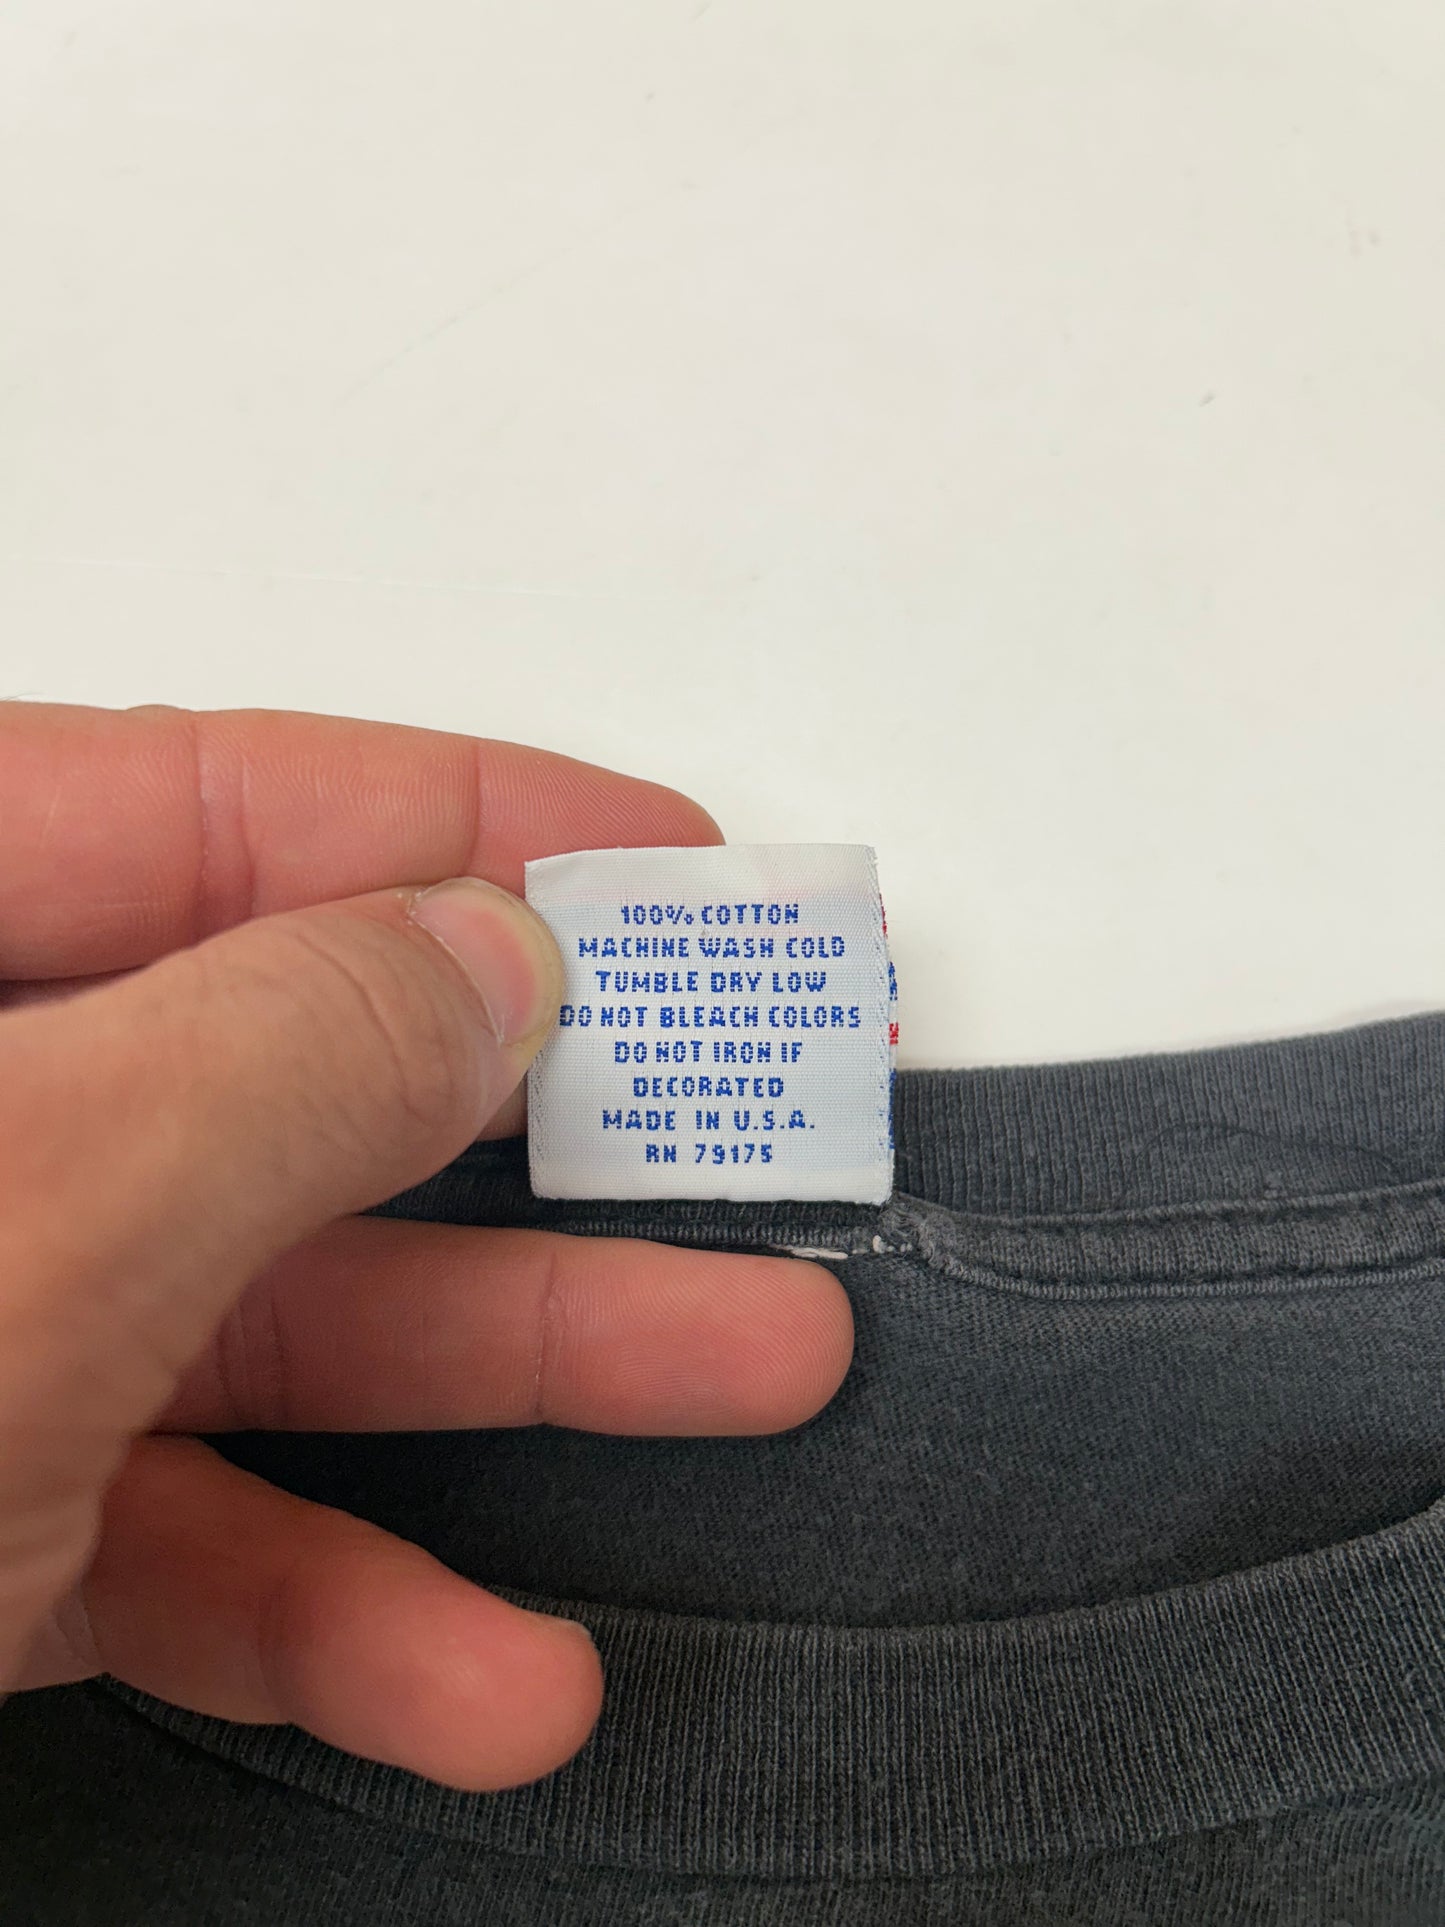 100% COTTON
MACHINE WASH COLD
TUMBLE DRY LOW
DO NOT BLEACH COLORS
DO NOT IRON IF
DECORATED
MADE IN U.S.A.
RN 79175